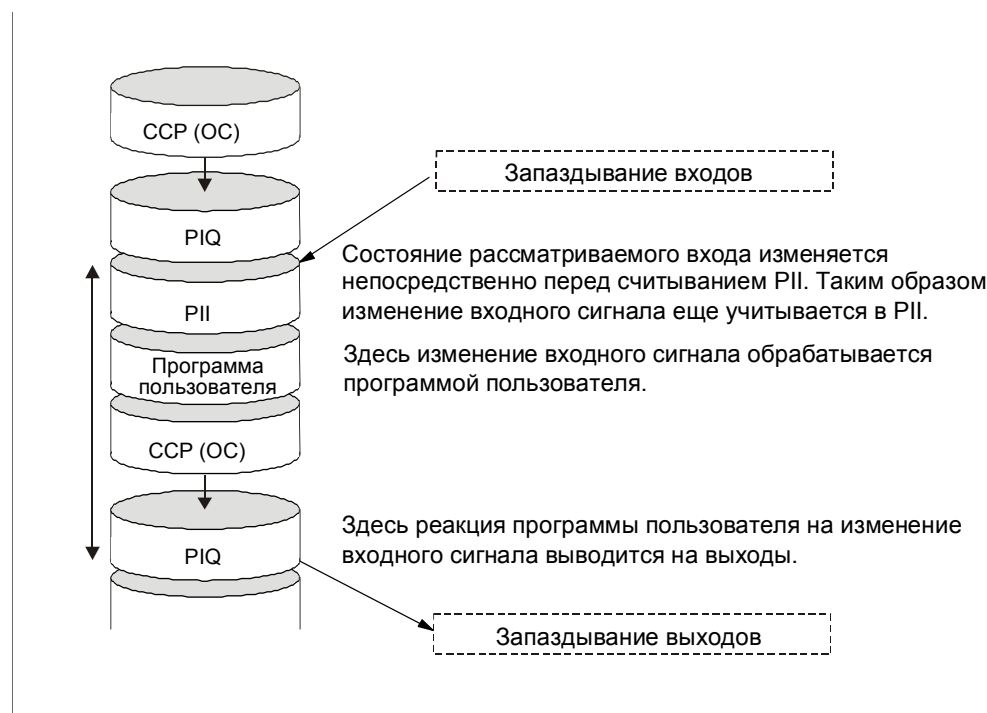 ССР (ОС)
Запаздывание входов
PIQ
Состояние рассматриваемого входа изменяется
непосредственно перед считыванием PII. Таким образом
изменение входного сигнала еще учитывается в PII.
PII
Здесь изменение входного сигнала обрабатывается
программой пользователя.
Программа
пользователя
ССР (ОС)
Здесь реакция программы пользователя на изменение
входного сигнала выводится на выходы.
PIQ
Запаздывание выходов